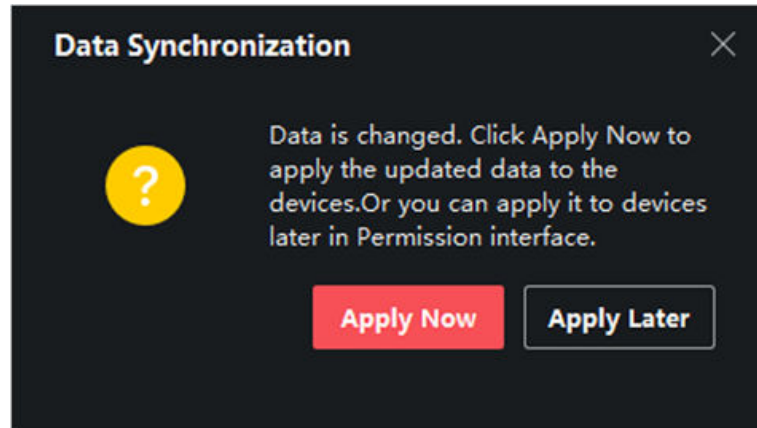 Data Synchronization
?
Data is changed. Click Apply Now to
apply the updated data to the
devices.Or you can apply it to devices
later in Permission interface.
Apply Now
Apply Later